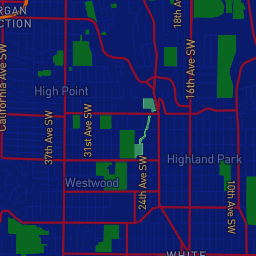 RGAN
CTION
18th Ave
California Ave SW
High Point
16th Ave SW
37th Ave SW
31st Ave SW
Highland Park
Westwood
24th Ave SW
10th Ave SW
WHITE